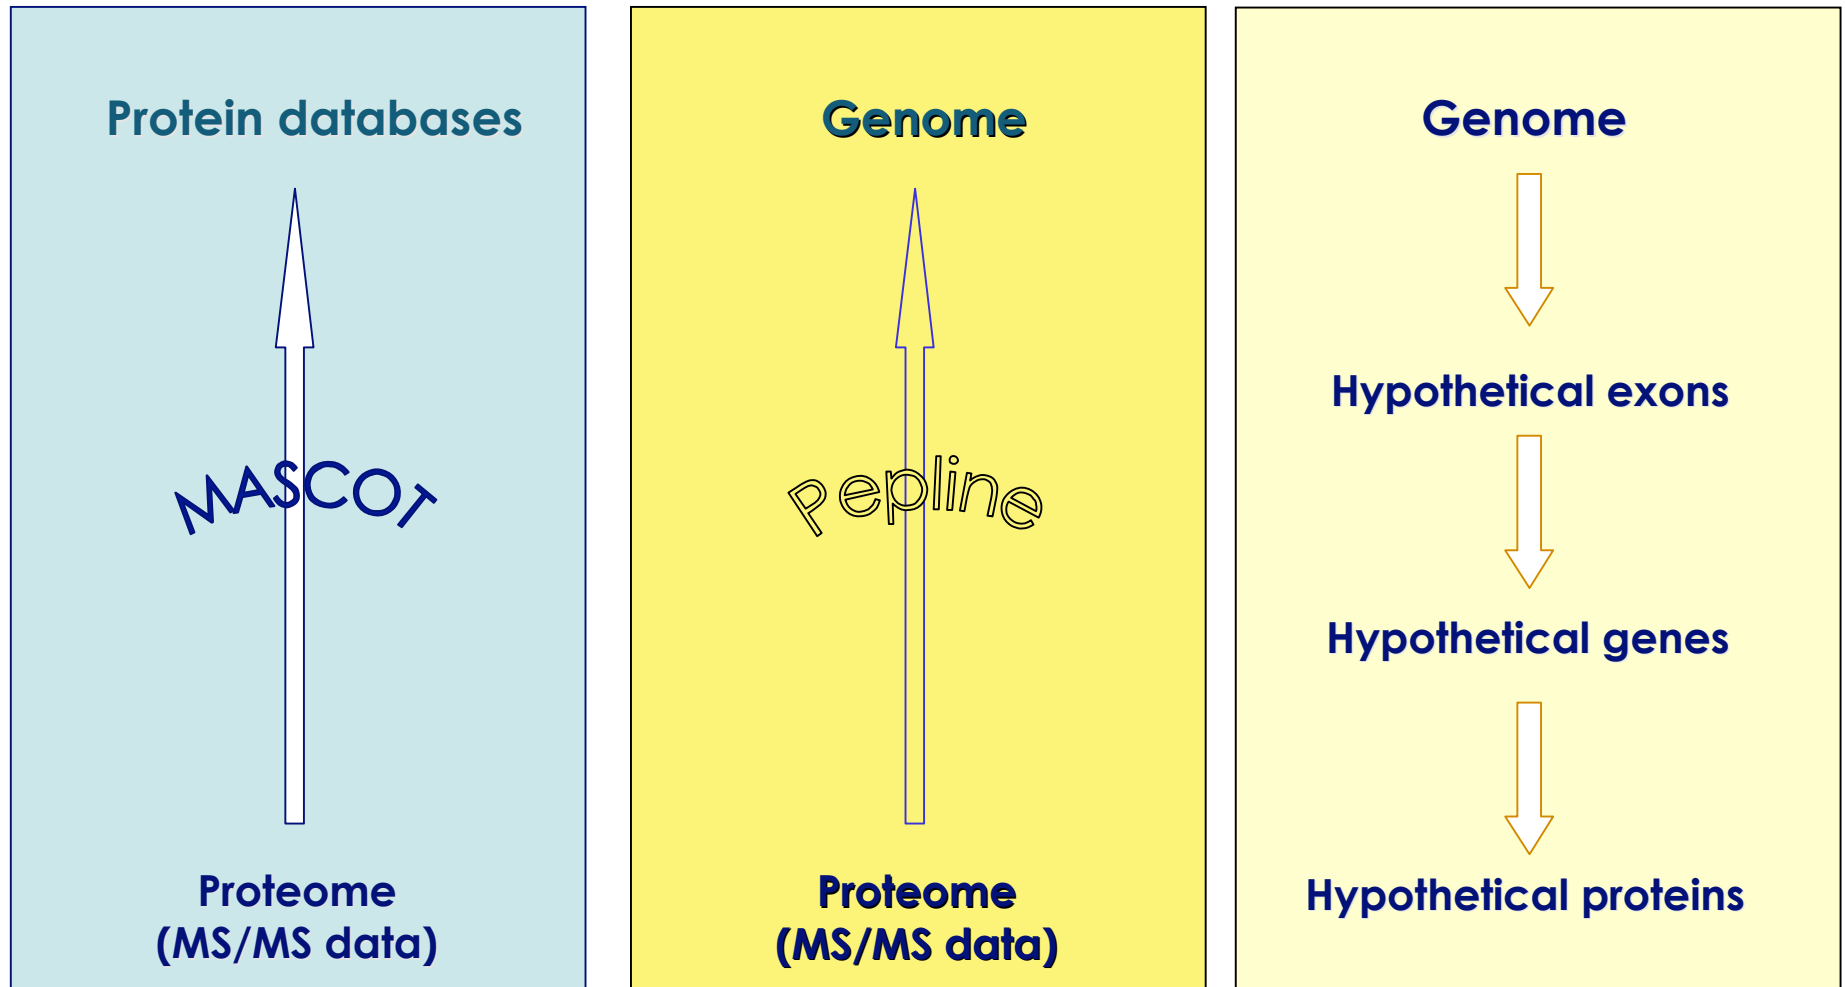 Protein databases
MASCOT
Proteome
(MS/MS data)
Genome
Pepline
Proteome
(MS/MS data)
Genome
Hypothetical exons
Hypothetical genes
Hypothetical proteins